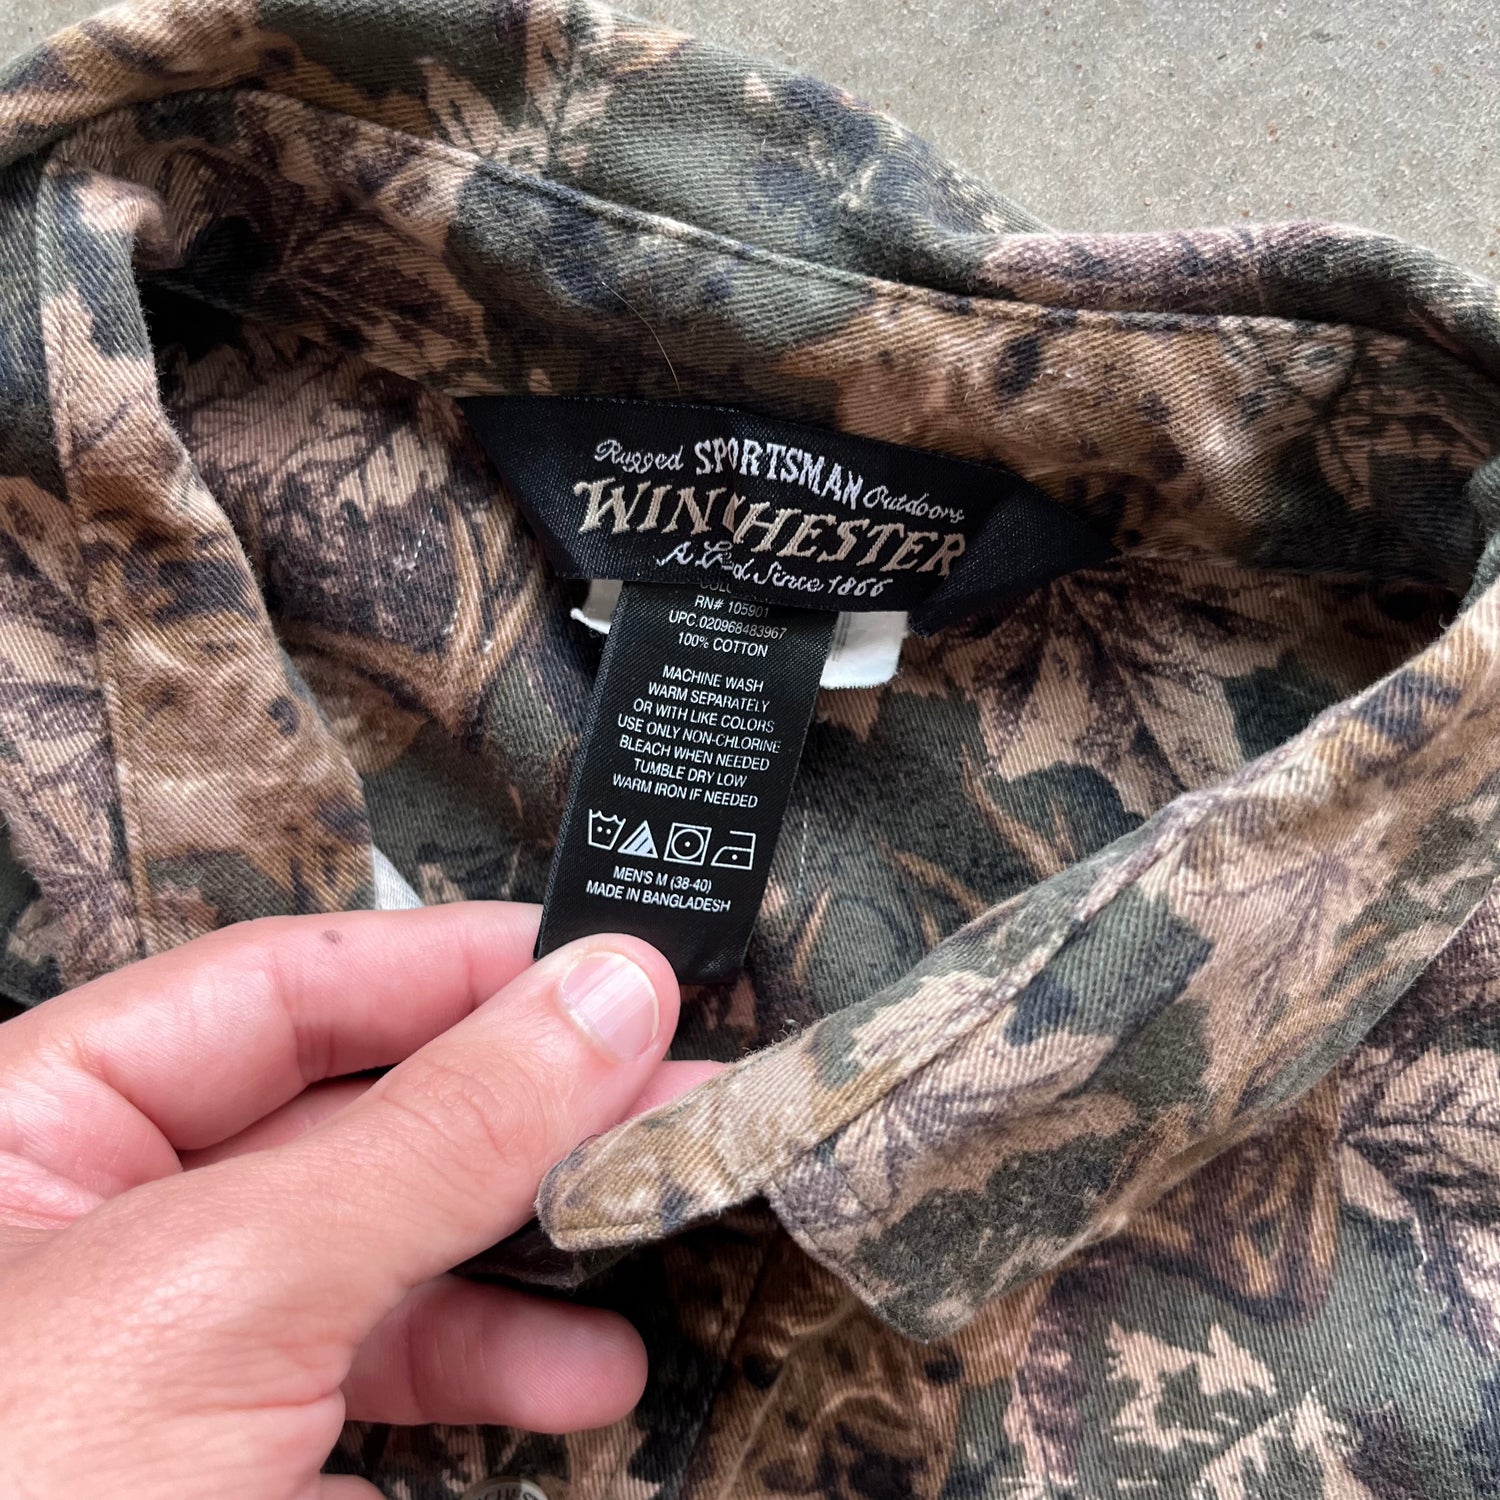 Rugged SPORTSMAN Outdoors
WINCHESTER
A Legend Since 1866
RN# 105901
UPC.020968483967
100% COTTON
MACHINE WASH
WARM SEPARATELY
OR WITH LIKE COLORS
USE ONLY NON-CHLORINE
BLEACH WHEN NEEDED
TUMBLE DRY LOW
WARM IRON IF NEEDED
MEN'S M (38-40)
MADE IN BANGLADESH